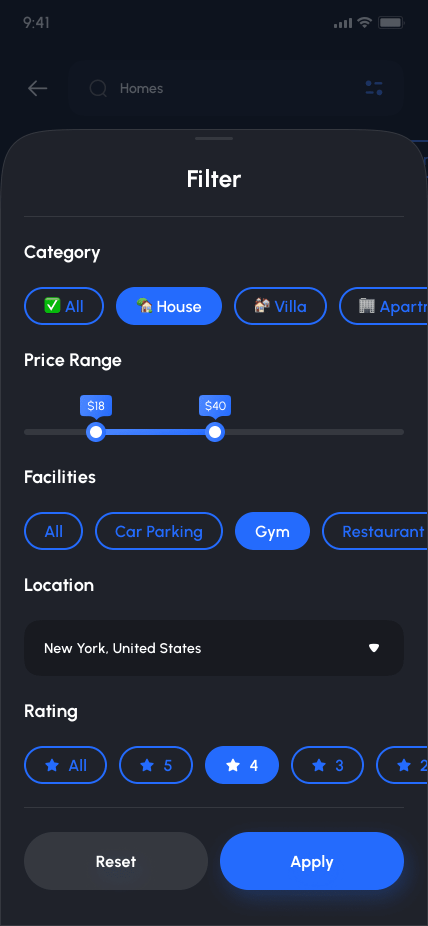 9:41
Homes
Filter
Category
All House Villa Apartr
Price Range
$18 $40
Facilities
All Car Parking Gym Restaurant
Location
New York, United States
Rating
All 5 4 3 2
Reset Apply